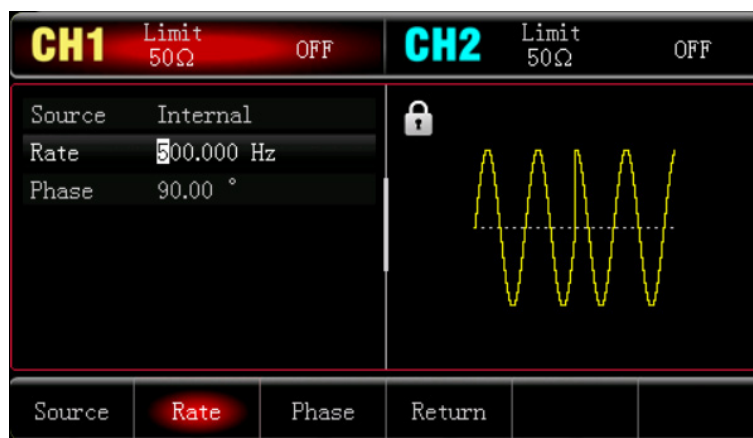 CH1 Limit 50Ω OFF CH2 Limit 50Ω OFF
Source Internal
Rate 500.000 Hz
Phase 90.00 °
Source Rate Phase Return